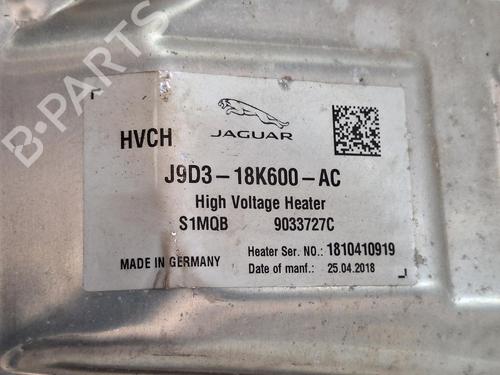 B-PARTS
HVCH
JAGUAR
J9D3-18K600-AC
High Voltage Heater
S1MQB 9033727C
Heater Ser. NO.: 1810410919
MADE IN GERMANY
Date of manf.: 25.04.2018